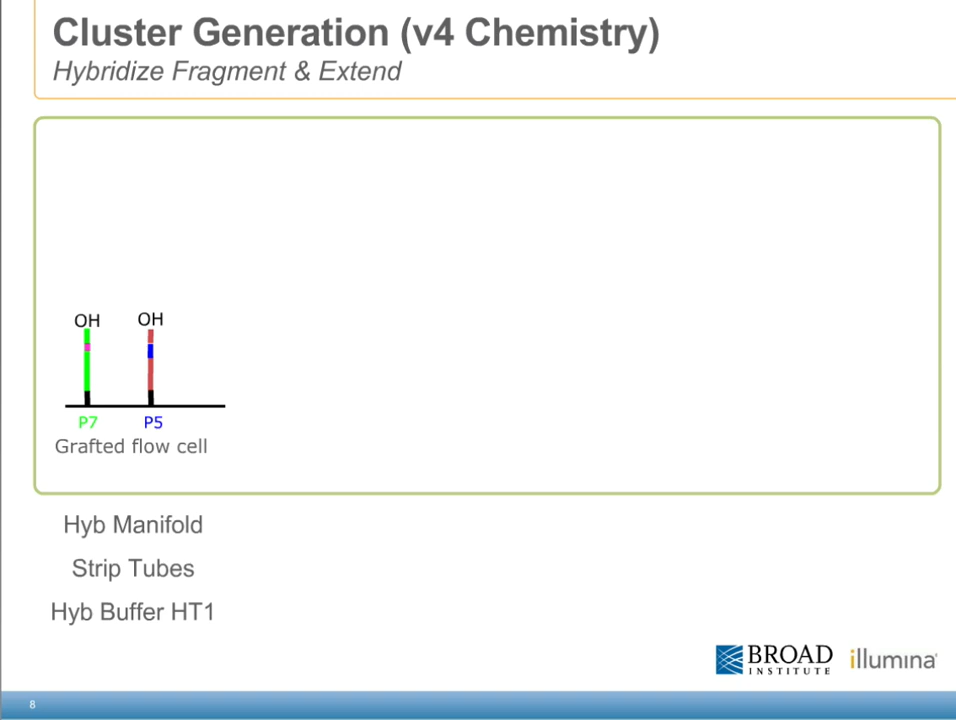 Cluster Generation (v4 Chemistry)
Hybridize Fragment & Extend
OH OH
P7 P5
Grafted flow cell
Hyb Manifold
Strip Tubes
Hyb Buffer HT1
BROAD
INSTITUTE
illumina
8